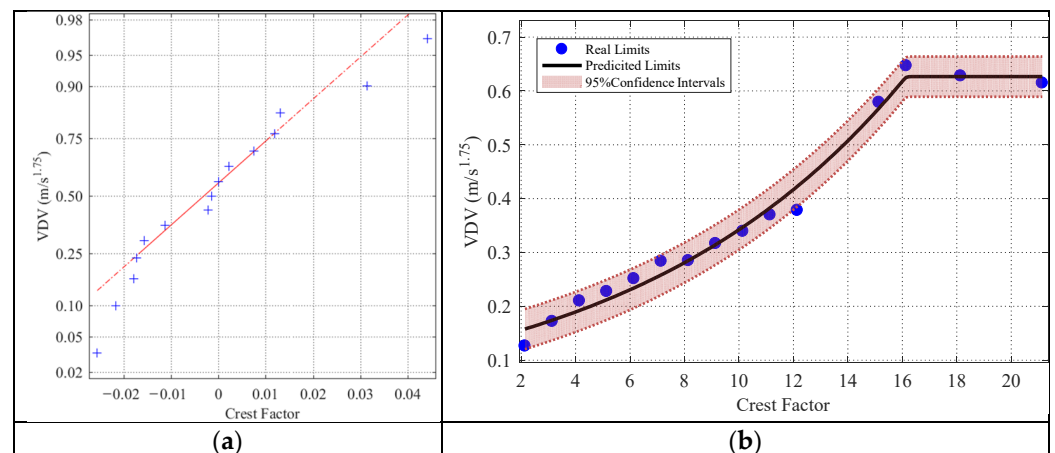 0.98
0.95
0.90
0.75
0.50
0.25
0.10
0.05
0.02
VDV (m/s^1.75)
−0.02 −0.01 0 0.01 0.02 0.03 0.04
Crest Factor
(a)
0.7
0.6
0.5
0.4
0.3
0.2
0.1
VDV (m/s^1.75)
Real Limits
Predicited Limits
95%Confidence Intervals
2 4 6 8 10 12 14 16 18 20
Crest Factor
(b)